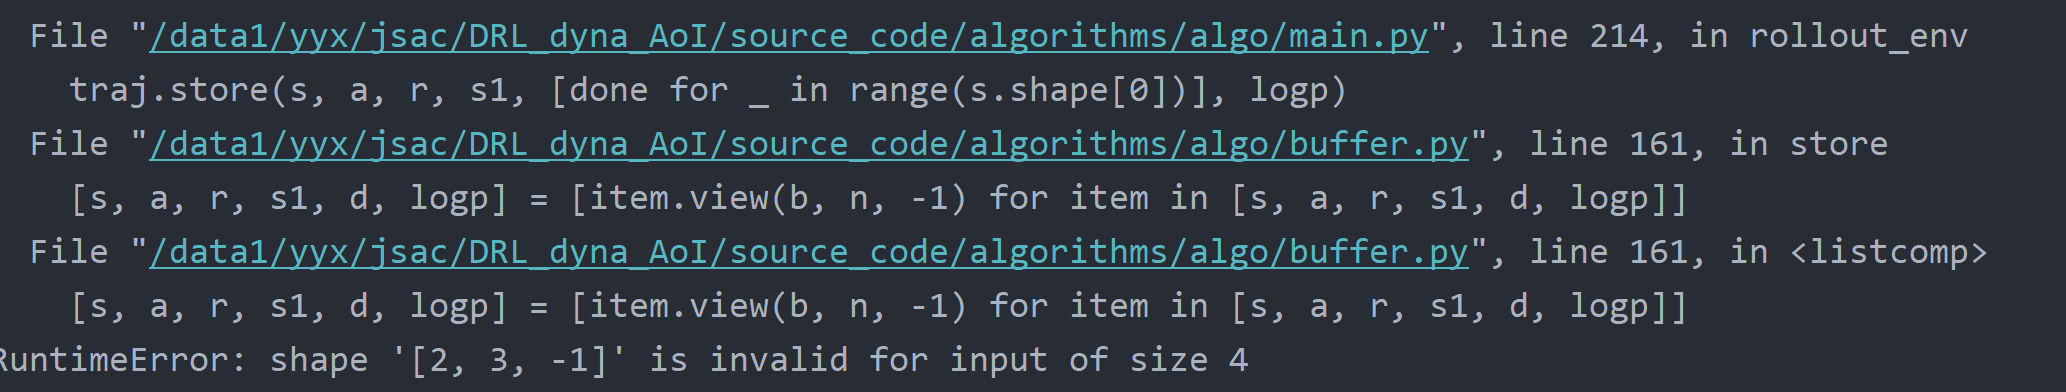 File "/data1/yyx/jsac/DRL_dyna_AoI/source_code/algorithms/algo/main.py", line 214, in rollout_env
traj.store(s, a, r, s1, [done for _ in range(s.shape[0])], logp)
File "/data1/yyx/jsac/DRL_dyna_AoI/source_code/algorithms/algo/buffer.py", line 161, in store
[s, a, r, s1, d, logp] = [item.view(b, n, -1) for item in [s, a, r, s1, d, logp]]
File "/data1/yyx/jsac/DRL_dyna_AoI/source_code/algorithms/algo/buffer.py", line 161, in <listcomp>
[s, a, r, s1, d, logp] = [item.view(b, n, -1) for item in [s, a, r, s1, d, logp]]
RuntimeError: shape '[2, 3, -1]' is invalid for input of size 4